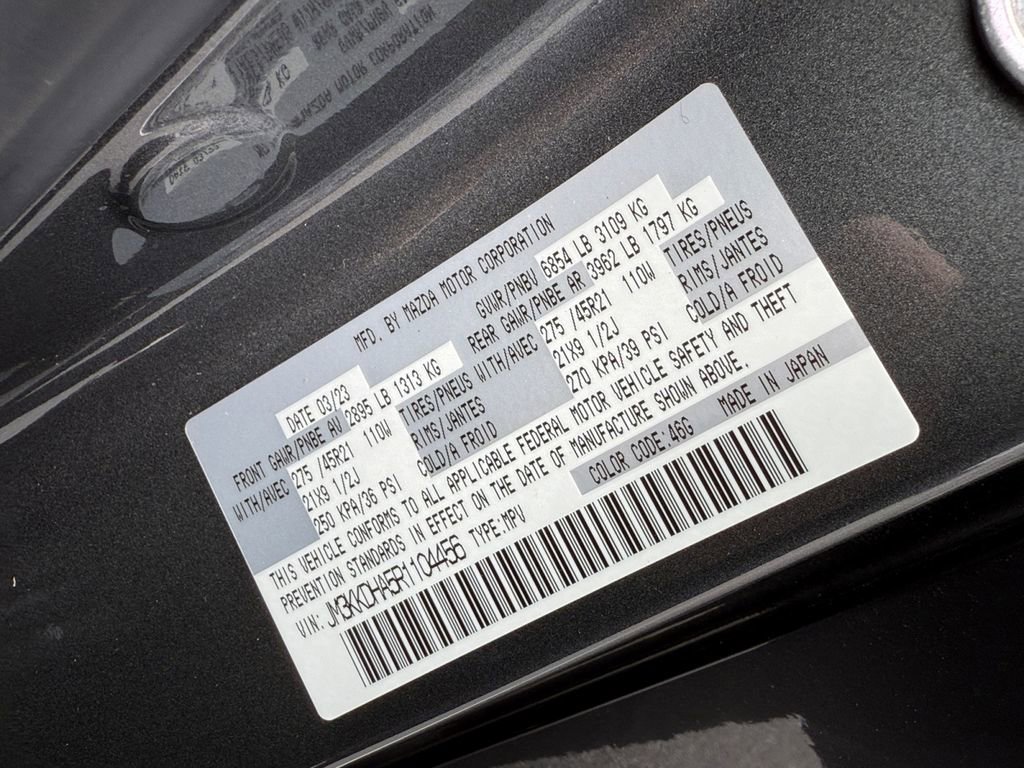 MFD. BY MAZDA MOTOR CORPORATION
DATE 03/23 GVWR/PNBV 6854 LB 3109 KG
FRONT GAWR/PNBE AV 2895 LB 1313 KG REAR GAWR/PNBE AR 3962 LB 1797 KG
WITH/AVEC 275 /45R21 110W TIRES/PNEUS WITH/AVEC 275 /45R21 110W TIRES/PNEUS
21X9 1/2J RIMS/JANTES 21X9 1/2J RIMS/JANTES
250 KPA/36 PSI COLD/A FROID 270 KPA/39 PSI COLD/A FROID
THIS VEHICLE CONFORMS TO ALL APPLICABLE FEDERAL MOTOR VEHICLE SAFETY AND THEFT
PREVENTION STANDARDS IN EFFECT ON THE DATE OF MANUFACTURE SHOWN ABOVE.
VIN: JM3KKDHA5R1104456 TYPE:MPV COLOR CODE:46G MADE IN JAPAN